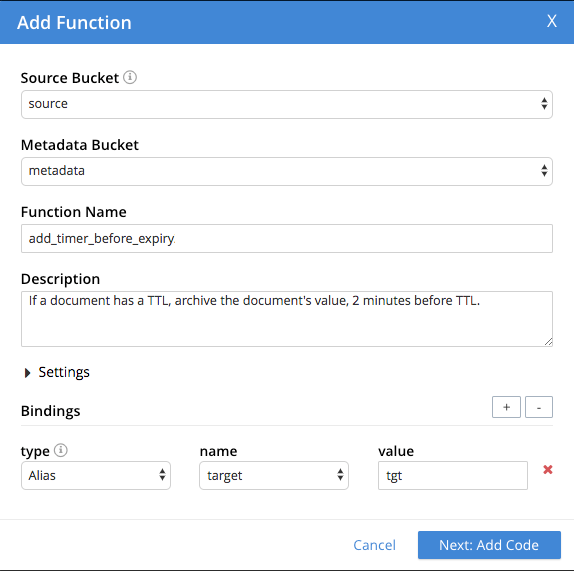 Add Function X
Source Bucket
source
Metadata Bucket
metadata
Function Name
add_timer_before_expiry
Description
If a document has a TTL, archive the document's value, 2 minutes before TTL.
Settings
Bindings + -
type name value
Alias target tgt
Cancel Next: Add Code